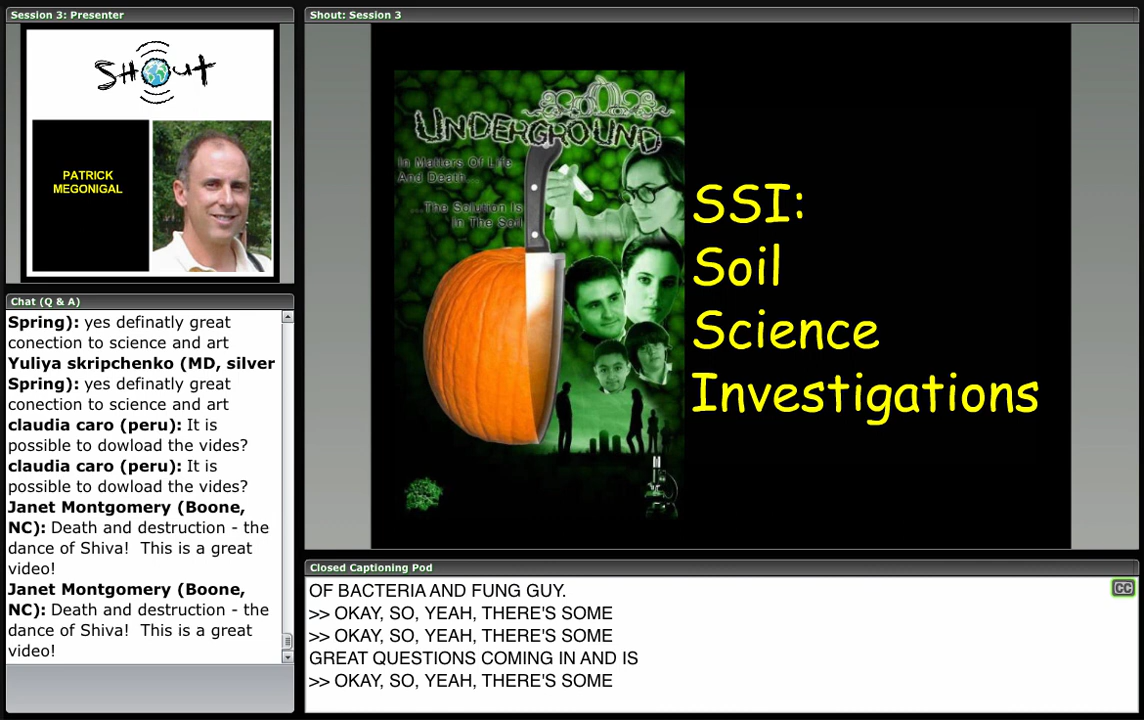 Session 3: Presenter
SHOUT
PATRICK
MEGONIGAL
Chat (Q & A)
Spring): yes definatly great
conection to science and art
Yuliya skripchenko (MD, silver
Spring): yes definatly great
conection to science and art
claudia caro (peru): It is
possible to dowload the vides?
claudia caro (peru): It is
possible to dowload the vides?
Janet Montgomery (Boone,
NC): Death and destruction - the
dance of Shiva!  This is a great
video!
Janet Montgomery (Boone,
NC): Death and destruction - the
dance of Shiva!  This is a great
video!
Shout: Session 3
UNDERGROUND
In Matters Of Life
And Death...
...The Solution Is
In The Soil
SSI:
Soil
Science
Investigations
Closed Captioning Pod
CC
OF BACTERIA AND FUNG GUY.
>> OKAY, SO, YEAH, THERE'S SOME
>> OKAY, SO, YEAH, THERE'S SOME
GREAT QUESTIONS COMING IN AND IS
>> OKAY, SO, YEAH, THERE'S SOME